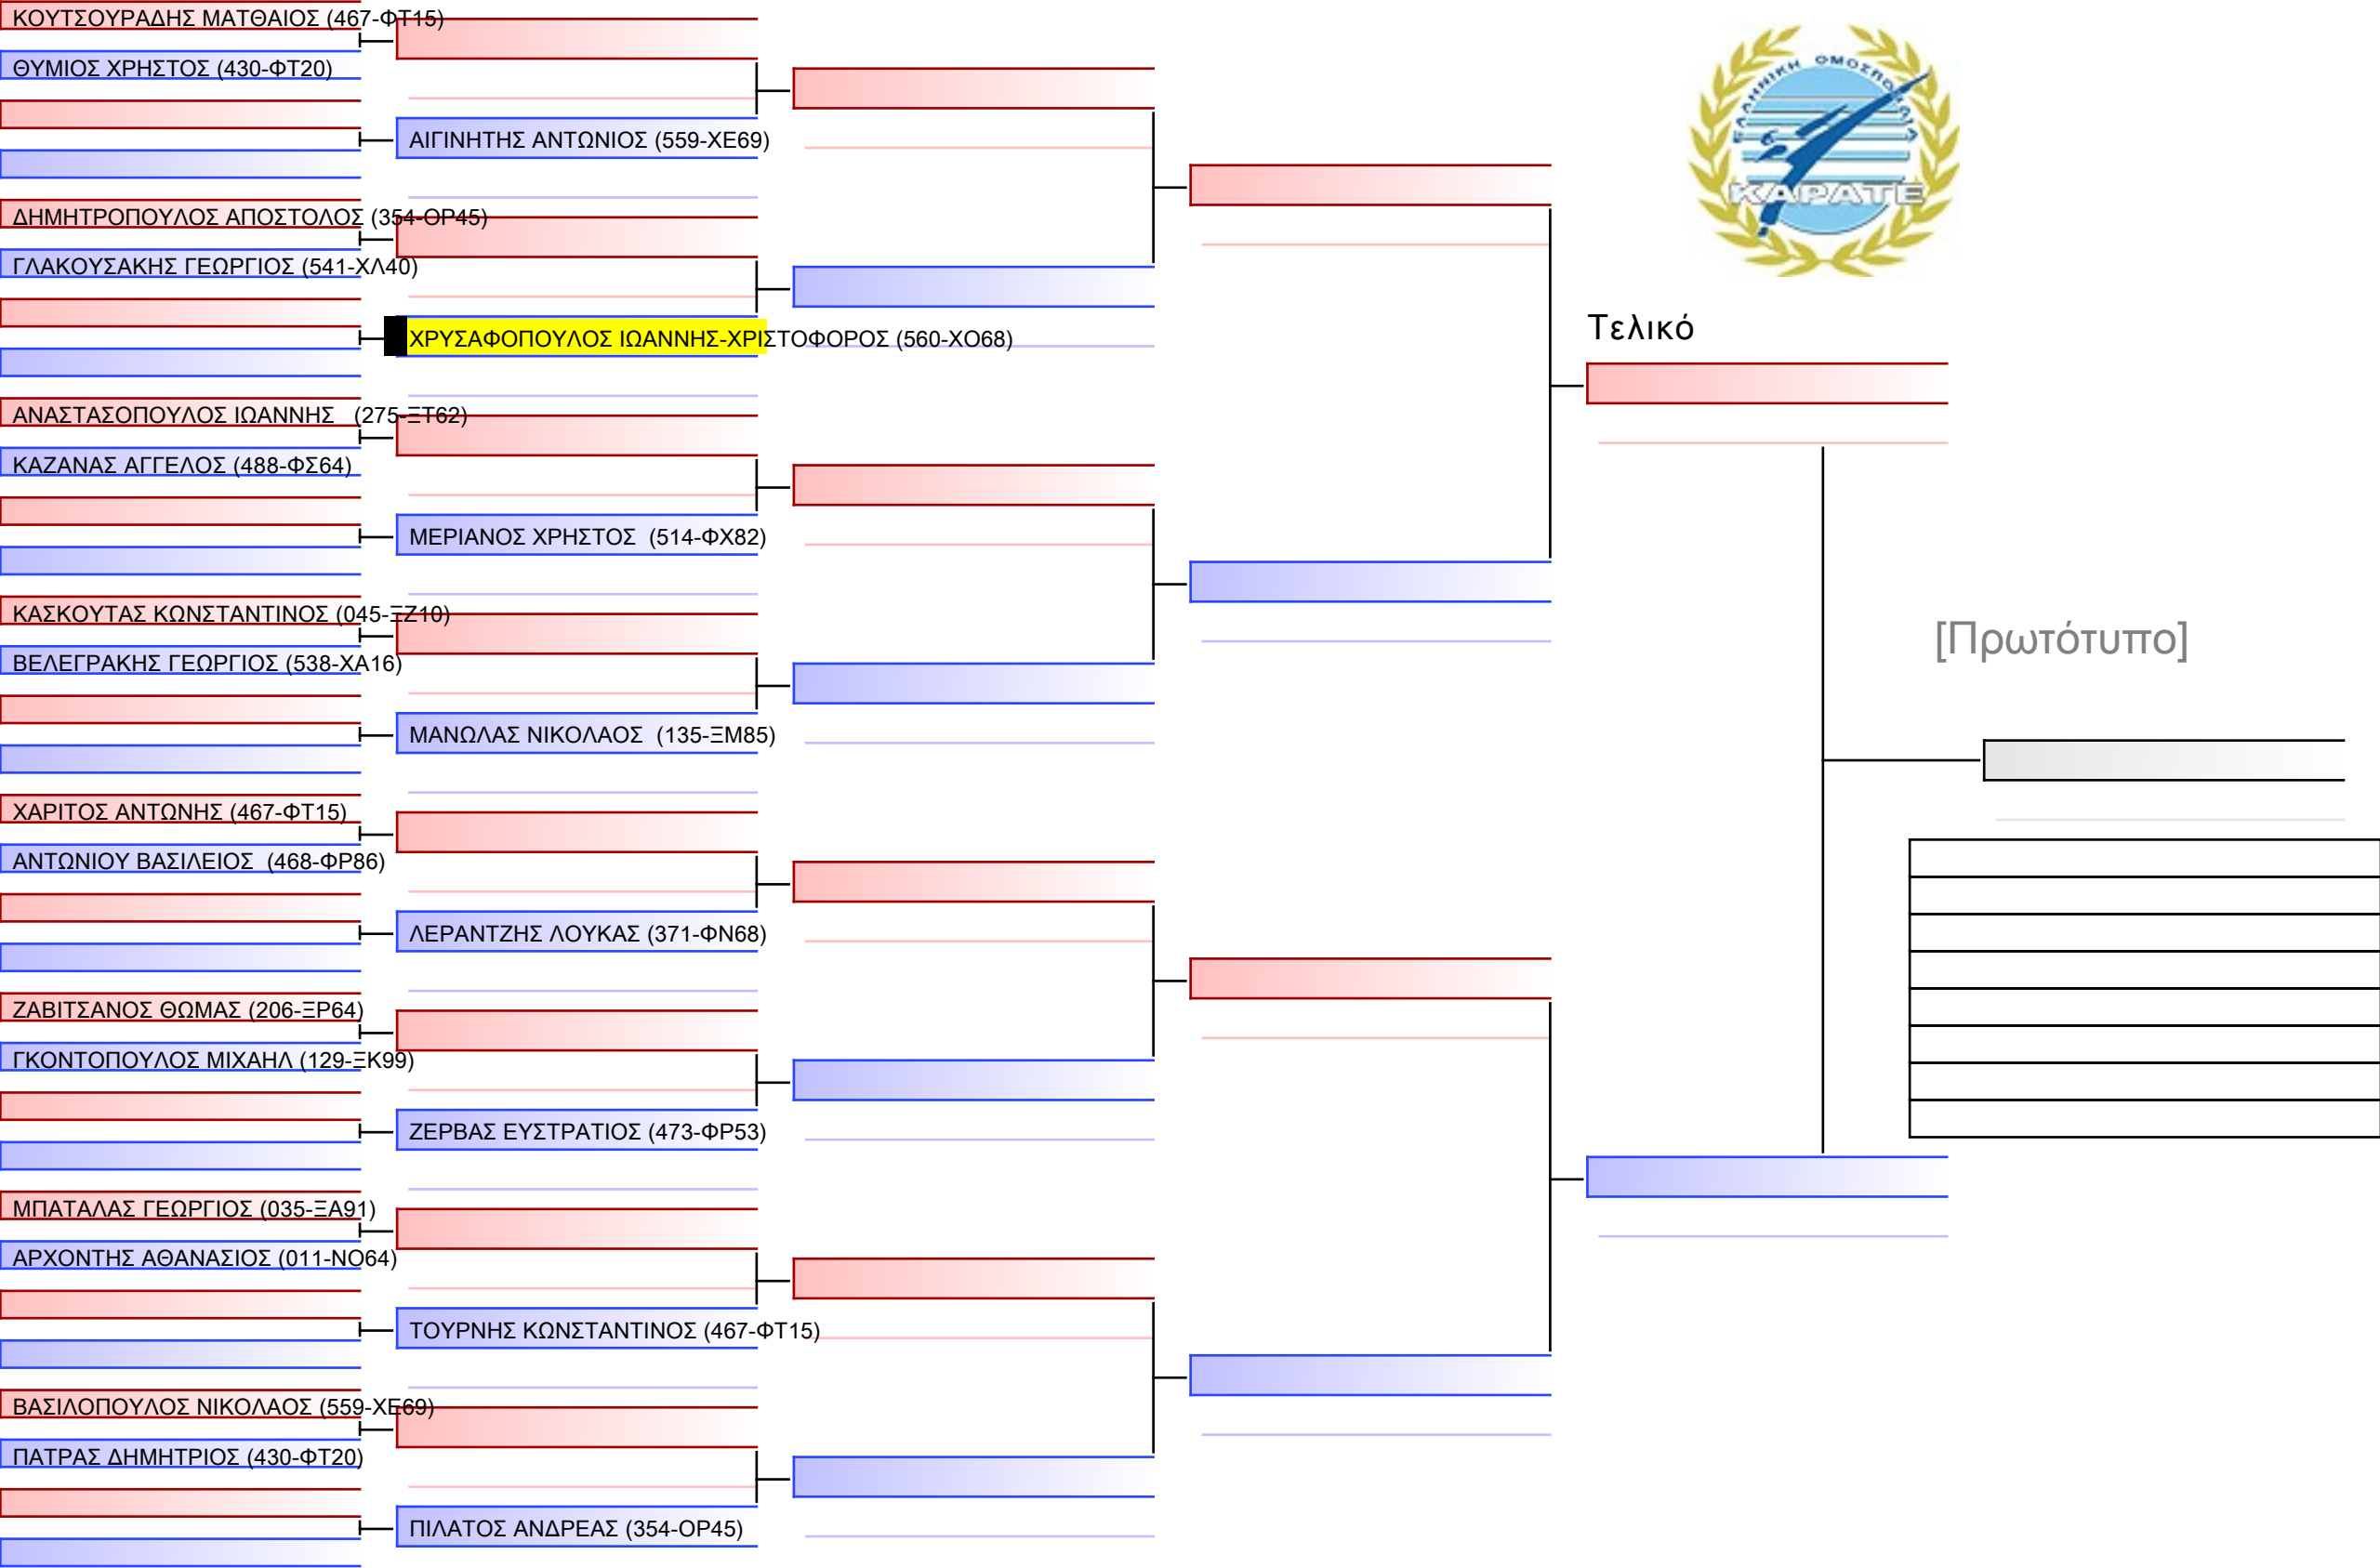 ΚΟΥΤΣΟΥΡΑΔΗΣ ΜΑΤΘΑΙΟΣ (467-ΦΤ15)
ΘΥΜΙΟΣ ΧΡΗΣΤΟΣ (430-ΦΤ20)
ΑΙΓΙΝΗΤΗΣ ΑΝΤΩΝΙΟΣ (559-ΧΕ69)
ΔΗΜΗΤΡΟΠΟΥΛΟΣ ΑΠΟΣΤΟΛΟΣ (354-ΟΡ45)
ΓΛΑΚΟΥΣΑΚΗΣ ΓΕΩΡΓΙΟΣ (541-ΧΛ40)
ΧΡΥΣΑΦΟΠΟΥΛΟΣ ΙΩΑΝΝΗΣ-ΧΡΙΣΤΟΦΟΡΟΣ (560-ΧΟ68)
ΑΝΑΣΤΑΣΟΠΟΥΛΟΣ ΙΩΑΝΝΗΣ (275-ΞΤ62)
ΚΑΖΑΝΑΣ ΑΓΓΕΛΟΣ (488-ΦΣ64)
ΜΕΡΙΑΝΟΣ ΧΡΗΣΤΟΣ (514-ΦΧ82)
ΚΑΣΚΟΥΤΑΣ ΚΩΝΣΤΑΝΤΙΝΟΣ (045-ΞΖ10)
ΒΕΛΕΓΡΑΚΗΣ ΓΕΩΡΓΙΟΣ (538-ΧΑ16)
ΜΑΝΩΛΑΣ ΝΙΚΟΛΑΟΣ (135-ΞΜ85)
ΧΑΡΙΤΟΣ ΑΝΤΩΝΗΣ (467-ΦΤ15)
ΑΝΤΩΝΙΟΥ ΒΑΣΙΛΕΙΟΣ (468-ΦΡ86)
ΛΕΡΑΝΤΖΗΣ ΛΟΥΚΑΣ (371-ΦΝ68)
ΖΑΒΙΤΣΑΝΟΣ ΘΩΜΑΣ (206-ΞΡ64)
ΓΚΟΝΤΟΠΟΥΛΟΣ ΜΙΧΑΗΛ (129-ΞΚ99)
ΖΕΡΒΑΣ ΕΥΣΤΡΑΤΙΟΣ (473-ΦΡ53)
ΜΠΑΤΑΛΑΣ ΓΕΩΡΓΙΟΣ (035-ΞΑ91)
ΑΡΧΟΝΤΗΣ ΑΘΑΝΑΣΙΟΣ (011-ΝΟ64)
ΤΟΥΡΝΗΣ ΚΩΝΣΤΑΝΤΙΝΟΣ (467-ΦΤ15)
ΒΑΣΙΛΟΠΟΥΛΟΣ ΝΙΚΟΛΑΟΣ (559-ΧΕ69)
ΠΑΤΡΑΣ ΔΗΜΗΤΡΙΟΣ (430-ΦΤ20)
ΠΙΛΑΤΟΣ ΑΝΔΡΕΑΣ (354-ΟΡ45)
ΕΛΛΗΝΙΚΗ ΟΜΟΣΠΟΝΔΙΑ
ΚΑΡΑΤΕ
Τελικό
[Πρωτότυπο]